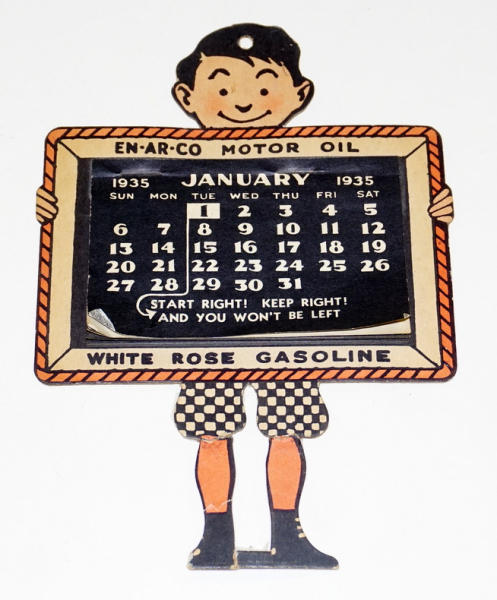 EN-AR-CO MOTOR OIL
1935 JANUARY 1935
SUN MON TUE WED THU FRI SAT
1 2 3 4 5
6 7 8 9 10 11 12
13 14 15 16 17 18 19
20 21 22 23 24 25 26
27 28 29 30 31
START RIGHT! KEEP RIGHT!
AND YOU WON'T BE LEFT
WHITE ROSE GASOLINE